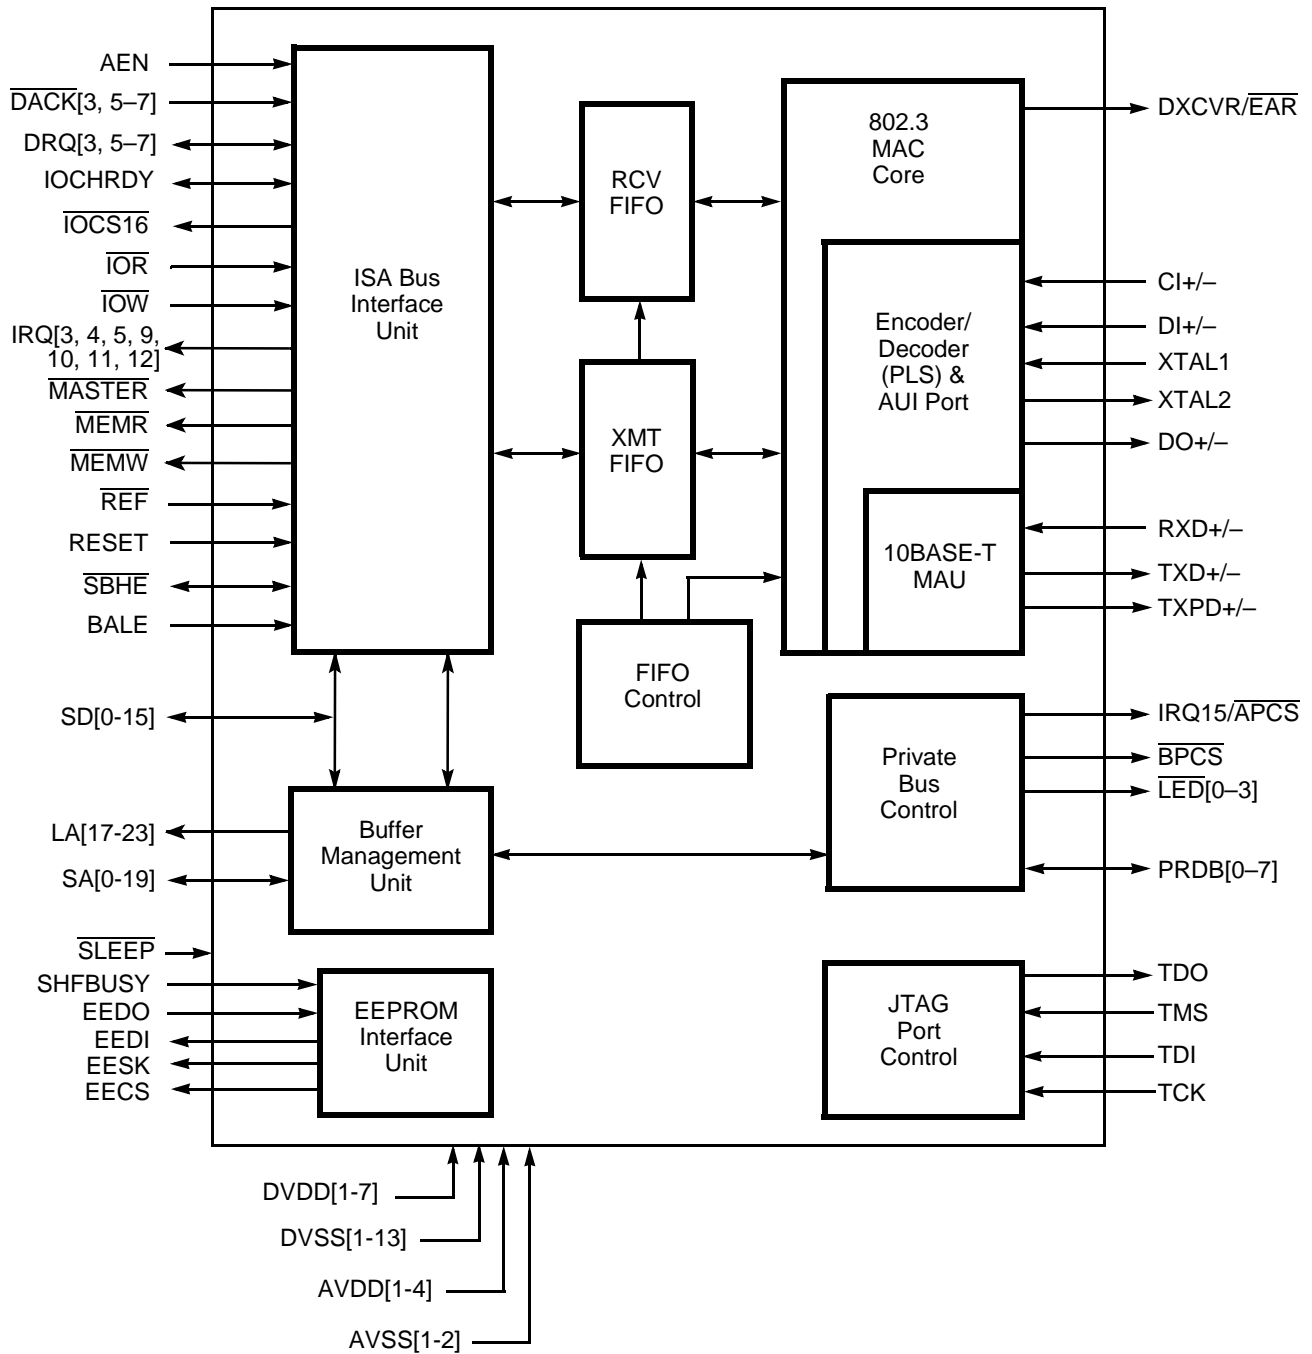 AEN
DACK[3, 5–7]
DRQ[3, 5–7]
IOCHRDY
IOCS16
IOR
IOW
IRQ[3, 4, 5, 9,
10, 11, 12]
MASTER
MEMR
MEMW
REF
RESET
SBHE
BALE
SD[0-15]
LA[17-23]
SA[0-19]
SLEEP
SHFBUSY
EEDO
EEDI
EESK
EECS
ISA Bus
Interface
Unit
RCV
FIFO
XMT
FIFO
FIFO
Control
802.3
MAC
Core
Encoder/
Decoder
(PLS) &
AUI Port
10BASE-T
MAU
Buffer
Management
Unit
Private
Bus
Control
EEPROM
Interface
Unit
JTAG
Port
Control
DXCVR/EAR
CI+/–
DI+/–
XTAL1
XTAL2
DO+/–
RXD+/–
TXD+/–
TXPD+/–
IRQ15/APCS
BPCS
LED[0–3]
PRDB[0–7]
TDO
TMS
TDI
TCK
DVDD[1-7]
DVSS[1-13]
AVDD[1-4]
AVSS[1-2]